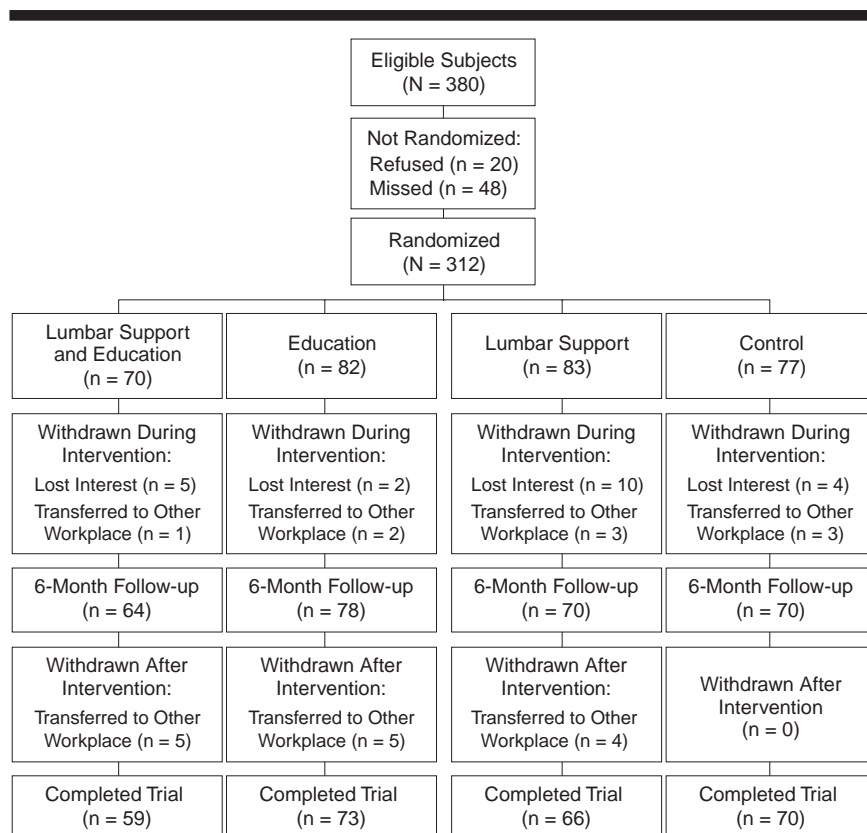 Eligible Subjects
(N = 380)
Not Randomized:
Refused (n = 20)
Missed (n = 48)
Randomized
(N = 312)
Lumbar Support
and Education
(n = 70)
Education
(n = 82)
Lumbar Support
(n = 83)
Control
(n = 77)
Withdrawn During
Intervention:
Lost Interest (n = 5)
Transferred to Other
Workplace (n = 1)
Withdrawn During
Intervention:
Lost Interest (n = 2)
Transferred to Other
Workplace (n = 2)
Withdrawn During
Intervention:
Lost Interest (n = 10)
Transferred to Other
Workplace (n = 3)
Withdrawn During
Intervention:
Lost Interest (n = 4)
Transferred to Other
Workplace (n = 3)
6-Month Follow-up
(n = 64)
6-Month Follow-up
(n = 78)
6-Month Follow-up
(n = 70)
6-Month Follow-up
(n = 70)
Withdrawn After
Intervention:
Transferred to Other
Workplace (n = 5)
Withdrawn After
Intervention:
Transferred to Other
Workplace (n = 5)
Withdrawn After
Intervention:
Transferred to Other
Workplace (n = 4)
Withdrawn After
Intervention
(n = 0)
Completed Trial
(n = 59)
Completed Trial
(n = 73)
Completed Trial
(n = 66)
Completed Trial
(n = 70)